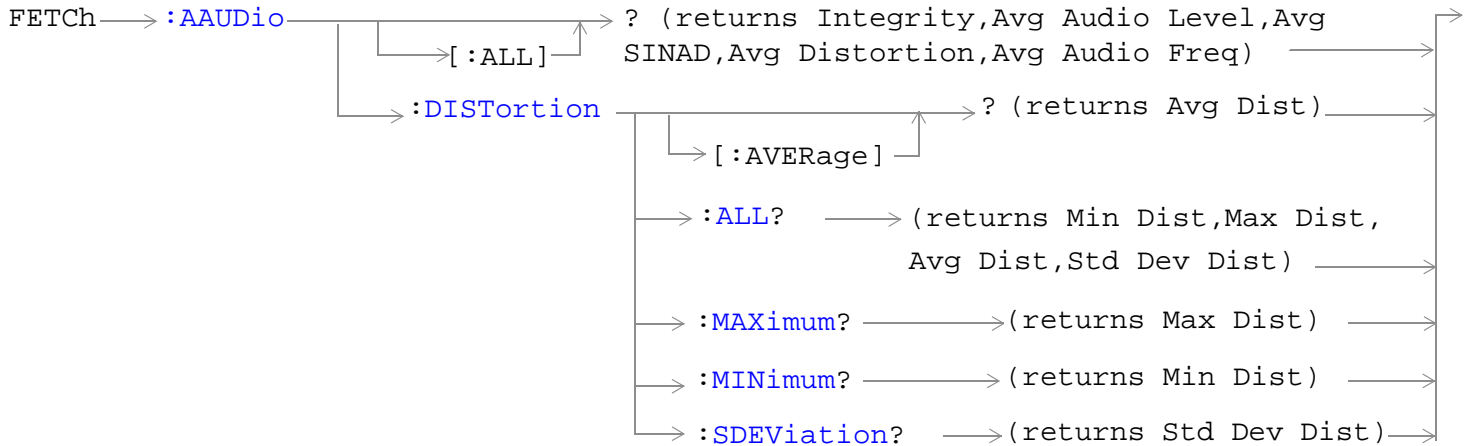 FETCh :AAUDio ? (returns Integrity,Avg Audio Level,Avg
[:ALL] SINAD,Avg Distortion,Avg Audio Freq)
:DISTortion ? (returns Avg Dist)
[:AVERage]
:ALL? (returns Min Dist,Max Dist,
Avg Dist,Std Dev Dist)
:MAXimum? (returns Max Dist)
:MINimum? (returns Min Dist)
:SDEViation? (returns Std Dev Dist)